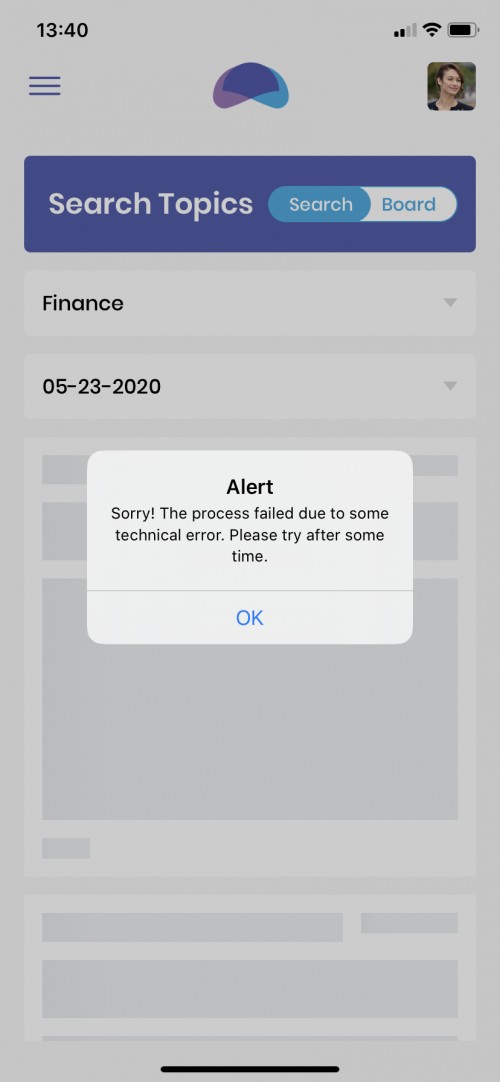 13:40
Search Topics
Search
Board
Finance
05-23-2020
Alert
Sorry! The process failed due to some
technical error. Please try after some
time.
OK